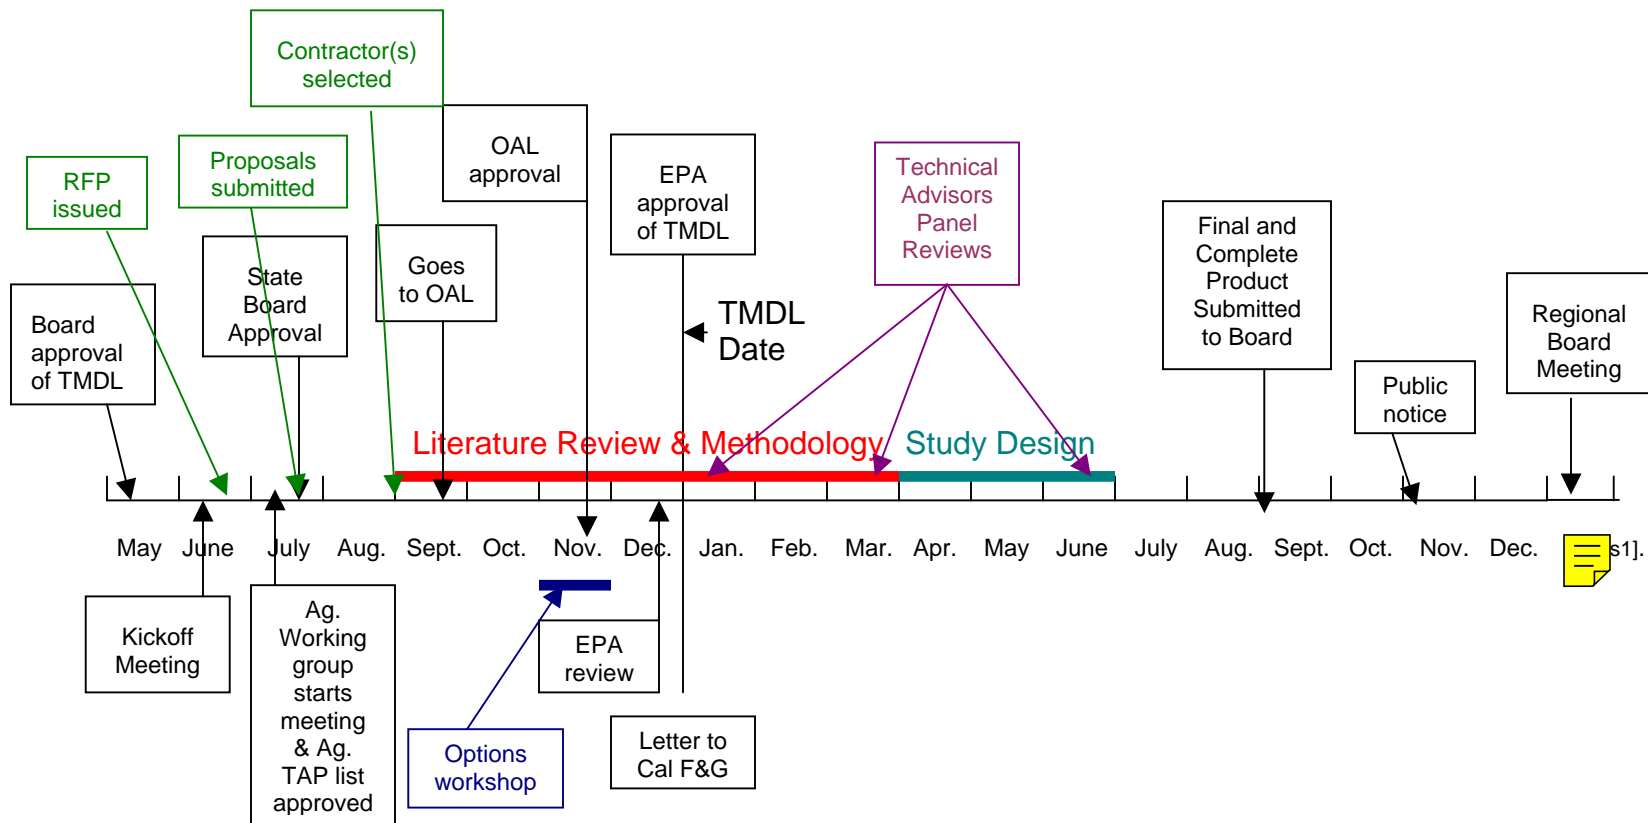 Contractor(s)
selected
OAL
approval
EPA
approval
of TMDL
Technical
Advisors
Panel
Reviews
RFP
issued
Proposals
submitted
State
Board
Approval
Goes
to OAL
Final and
Complete
Product
Submitted
to Board
Board
approval
of TMDL
TMDL
Date
Regional
Board
Meeting
Public
notice
Literature Review & Methodology Study Design
May June July Aug. Sept. Oct. Nov. Dec. Jan. Feb. Mar. Apr. May June July Aug. Sept. Oct. Nov. Dec. s1].
Kickoff
Meeting
Ag.
Working
group
starts
meeting
& Ag.
TAP list
approved
EPA
review
Options
workshop
Letter to
Cal F&G